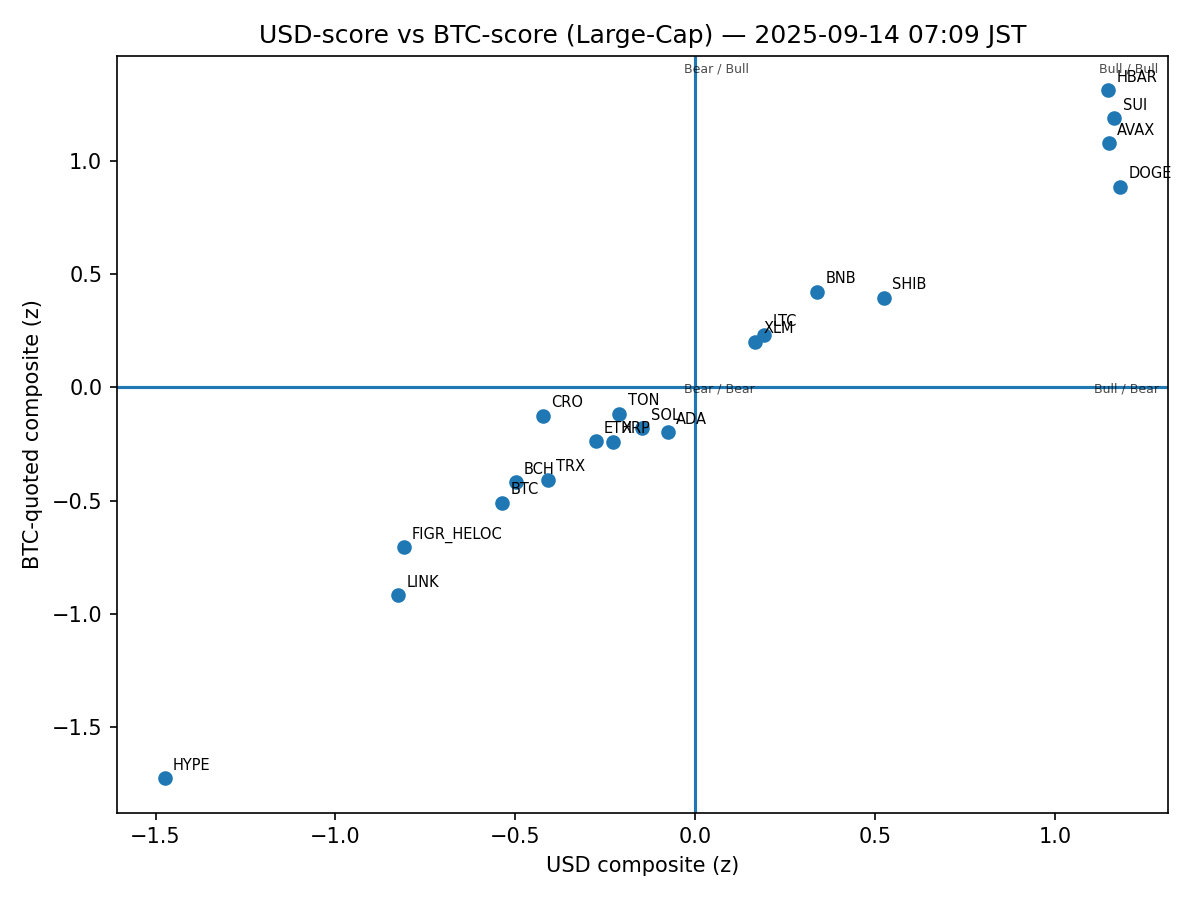 USD-score vs BTC-score (Large-Cap) — 2025-09-14 07:09 JST
Bear / Bull
Bull / Bull
HBAR
SUI
AVAX
DOGE
BNB
SHIB
LTC
XLM
Bear / Bear
Bull / Bear
CRO
TON
SOL
ADA
ETH
XRP
BCH
TRX
BTC
FIGR_HELOC
LINK
HYPE
1.0
0.5
0.0
−0.5
−1.0
−1.5
BTC-quoted composite (z)
−1.5
−1.0
−0.5
0.0
0.5
1.0
USD composite (z)